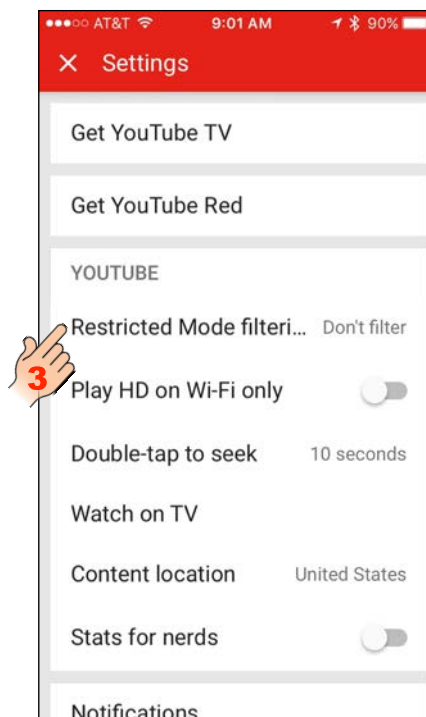 AT&T 9:01 AM 90%
× Settings
Get YouTube TV
Get YouTube Red
YOUTUBE
Restricted Mode filteri... Don't filter
3
Play HD on Wi-Fi only
Double-tap to seek 10 seconds
Watch on TV
Content location United States
Stats for nerds
Notifications